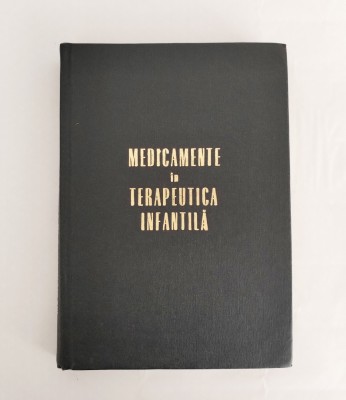 MEDICAMENTE
în
TERAPEUTICA
INFANTILĂ